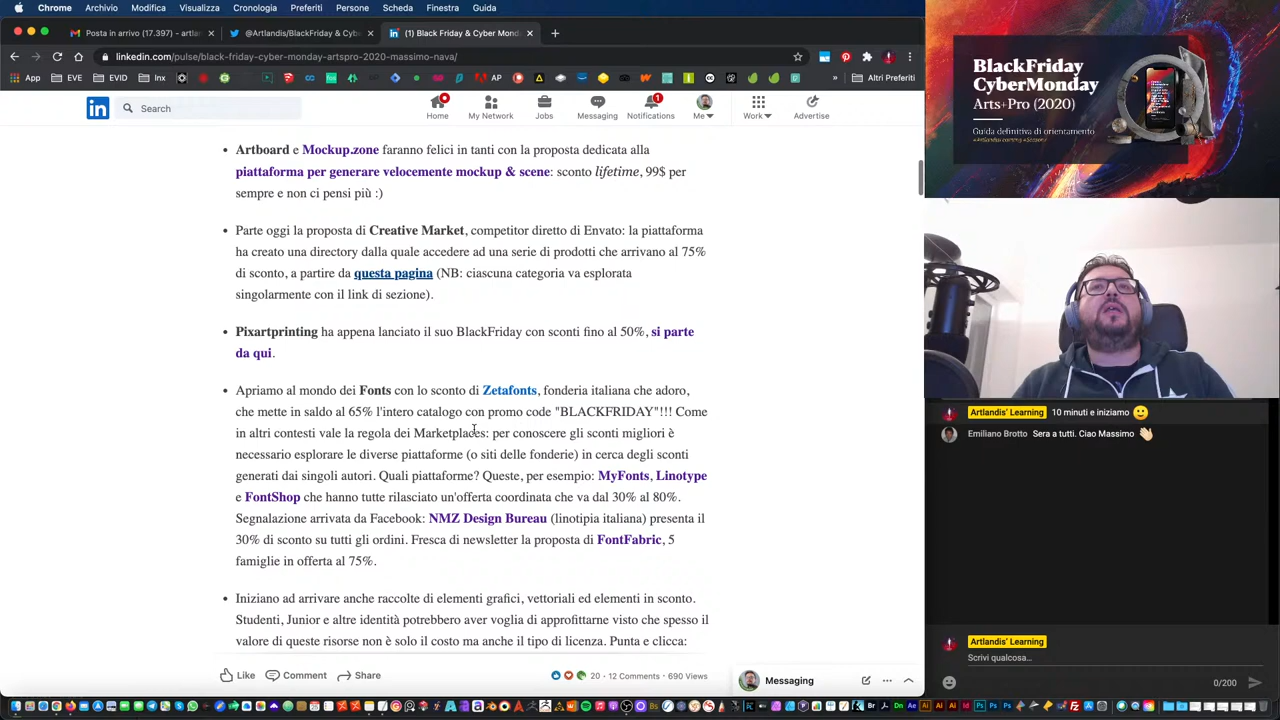 Chrome Archivio Modifica Visualizza Cronologia Preferiti Persone Scheda Finestra Guida
Posta in arrivo (17.397) - artlan
@Artlandis/BlackFriday & Cybe
(1) Black Friday & Cyber Monda
linkedin.com/pulse/black-friday-cyber-monday-artspro-2020-massimo-nava/
App EVE EVID Inx AP » Altri Preferiti
Search
Home My Network Jobs Messaging Notifications Me Work Advertise
Artboard e Mockup.zone faranno felici in tanti con la proposta dedicata alla
piattaforma per generare velocemente mockup & scene: sconto lifetime, 99$ per
sempre e non ci pensi più :)
Parte oggi la proposta di Creative Market, competitor diretto di Envato: la piattaforma
ha creato una directory dalla quale accedere ad una serie di prodotti che arrivano al 75%
di sconto, a partire da questa pagina (NB: ciascuna categoria va esplorata
singolarmente con il link di sezione).
Pixartprinting ha appena lanciato il suo BlackFriday con sconti fino al 50%, si parte
da qui.
Apriamo al mondo dei Fonts con lo sconto di Zetafonts, fonderia italiana che adoro,
che mette in saldo al 65% l'intero catalogo con promo code "BLACKFRIDAY"!!! Come
in altri contesti vale la regola dei Marketplaces: per conoscere gli sconti migliori è
necessario esplorare le diverse piattaforme (o siti delle fonderie) in cerca degli sconti
generati dai singoli autori. Quali piattaforme? Queste, per esempio: MyFonts, Linotype
e FontShop che hanno tutte rilasciato un'offerta coordinata che va dal 30% al 80%.
Segnalazione arrivata da Facebook: NMZ Design Bureau (linotipia italiana) presenta il
30% di sconto su tutti gli ordini. Fresca di newsletter la proposta di FontFabric, 5
famiglie in offerta al 75%.
Iniziano ad arrivare anche raccolte di elementi grafici, vettoriali ed elementi in sconto.
Studenti, Junior e altre identità potrebbero aver voglia di approfittarne visto che spesso il
valore di queste risorse non è solo il costo ma anche il tipo di licenza. Punta e clicca:
Like Comment Share 20 · 12 Comments · 690 Views
Messaging
BlackFriday
CyberMonday
Arts+Pro (2020)
Guida definitiva di orientamento
Artlandis' Learning 10 minuti e iniziamo
Emiliano Brotto Sera a tutti. Ciao Massimo
Artlandis' Learning
Scrivi qualcosa...
0/200